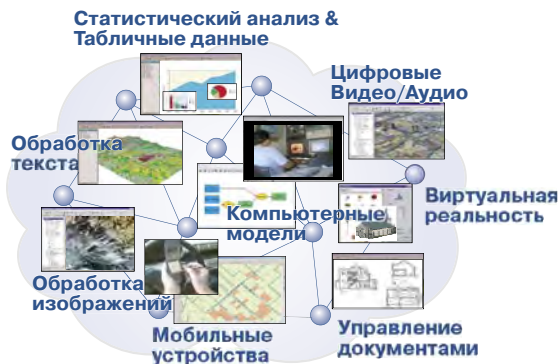 Статистический анализ &
Табличные данные
Цифровые
Видео/Аудио
Обработка
текста
Виртуальная
реальность
Компьютерные
модели
Обработка
изображений
Мобильные
устройства
Управление
документами